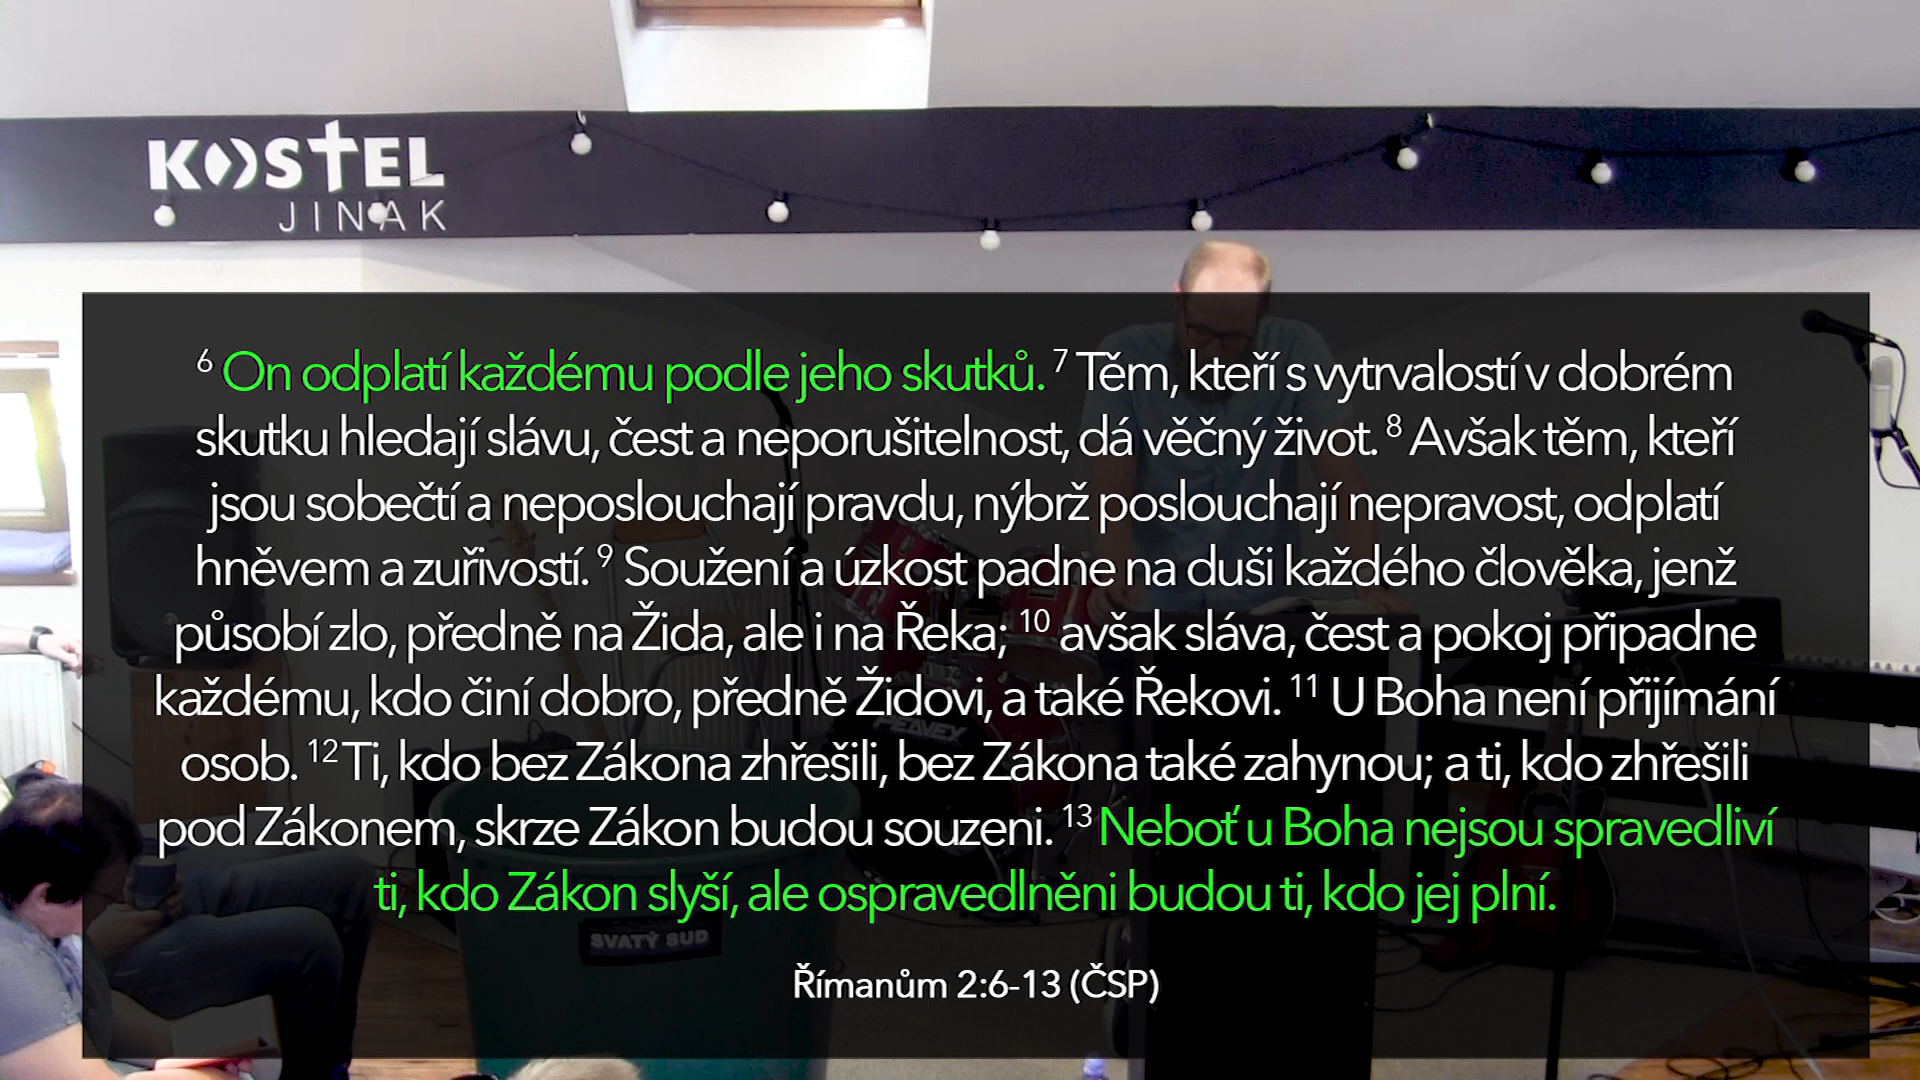 KOSTEL
JINAK
6 On odplatí každému podle jeho skutků. 7 Těm, kteří s vytrvalostí v dobrém
skutku hledají slávu, čest a neporušitelnost, dá věčný život. 8 Avšak těm, kteří
jsou sobečtí a neposlouchají pravdu, nýbrž poslouchají nepravost, odplatí
hněvem a zuřivostí. 9 Soužení a úzkost padne na duši každého člověka, jenž
působí zlo, předně na Žida, ale i na Řeka; 10 avšak sláva, čest a pokoj připadne
každému, kdo činí dobro, předně Židovi, a také Řekovi. 11 U Boha není přijímání
osob. 12 Ti, kdo bez Zákona zhřešili, bez Zákona také zahynou; a ti, kdo zhřešili
pod Zákonem, skrze Zákon budou souzeni. 13 Neboť u Boha nejsou spravedliví
ti, kdo Zákon slyší, ale ospravedlněni budou ti, kdo jej plní.
Římanům 2:6-13 (ČSP)
PEAVEY
SVATÝ SUD